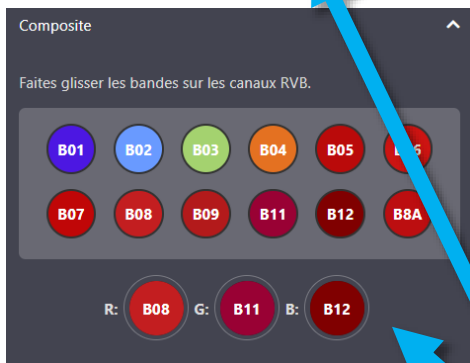 Composite
Faites glisser les bandes sur les canaux RVB.
B01 B02 B03 B04 B05
B07 B08 B09 B11 B12 B8A
R: B08 G: B11 B: B12